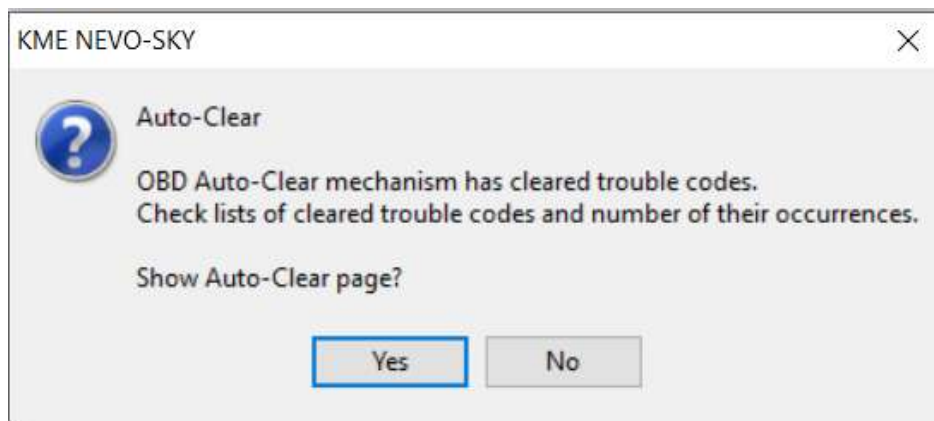 KME NEVO-SKY
Auto-Clear
OBD Auto-Clear mechanism has cleared trouble codes.
Check lists of cleared trouble codes and number of their occurrences.
Show Auto-Clear page?
Yes
No